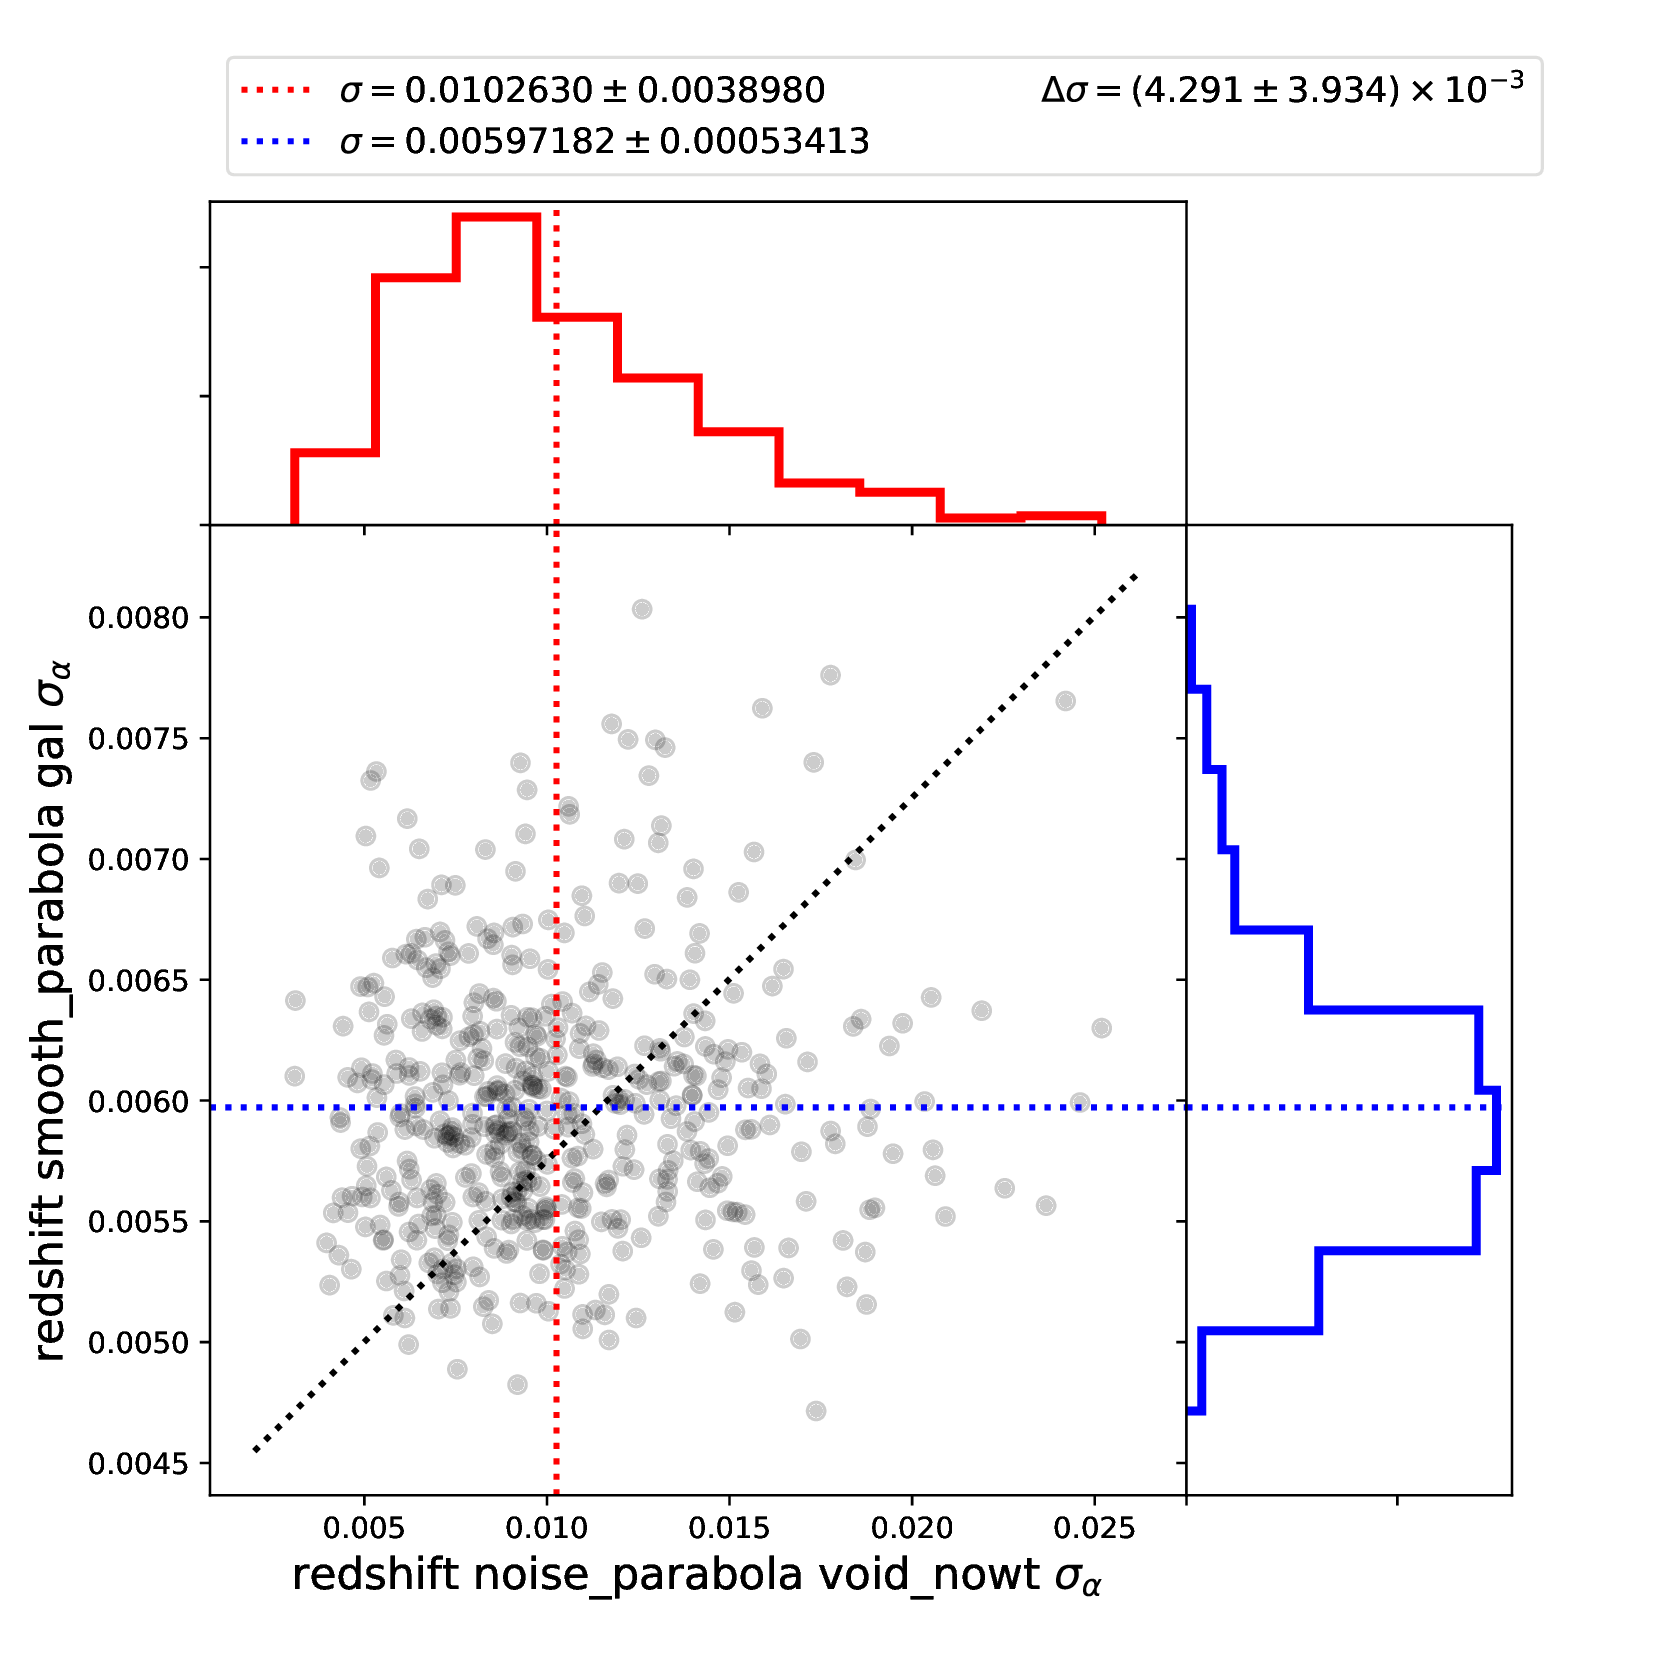 σ = 0.0102630 ± 0.0038980
Δσ = (4.291 ± 3.934) × 10⁻³
σ = 0.00597182 ± 0.00053413
0.0080
0.0075
0.0070
0.0065
0.0060
0.0055
0.0050
0.0045
redshift smooth_parabola gal σ_α
0.005 0.010 0.015 0.020 0.025
redshift noise_parabola void_nowt σ_α